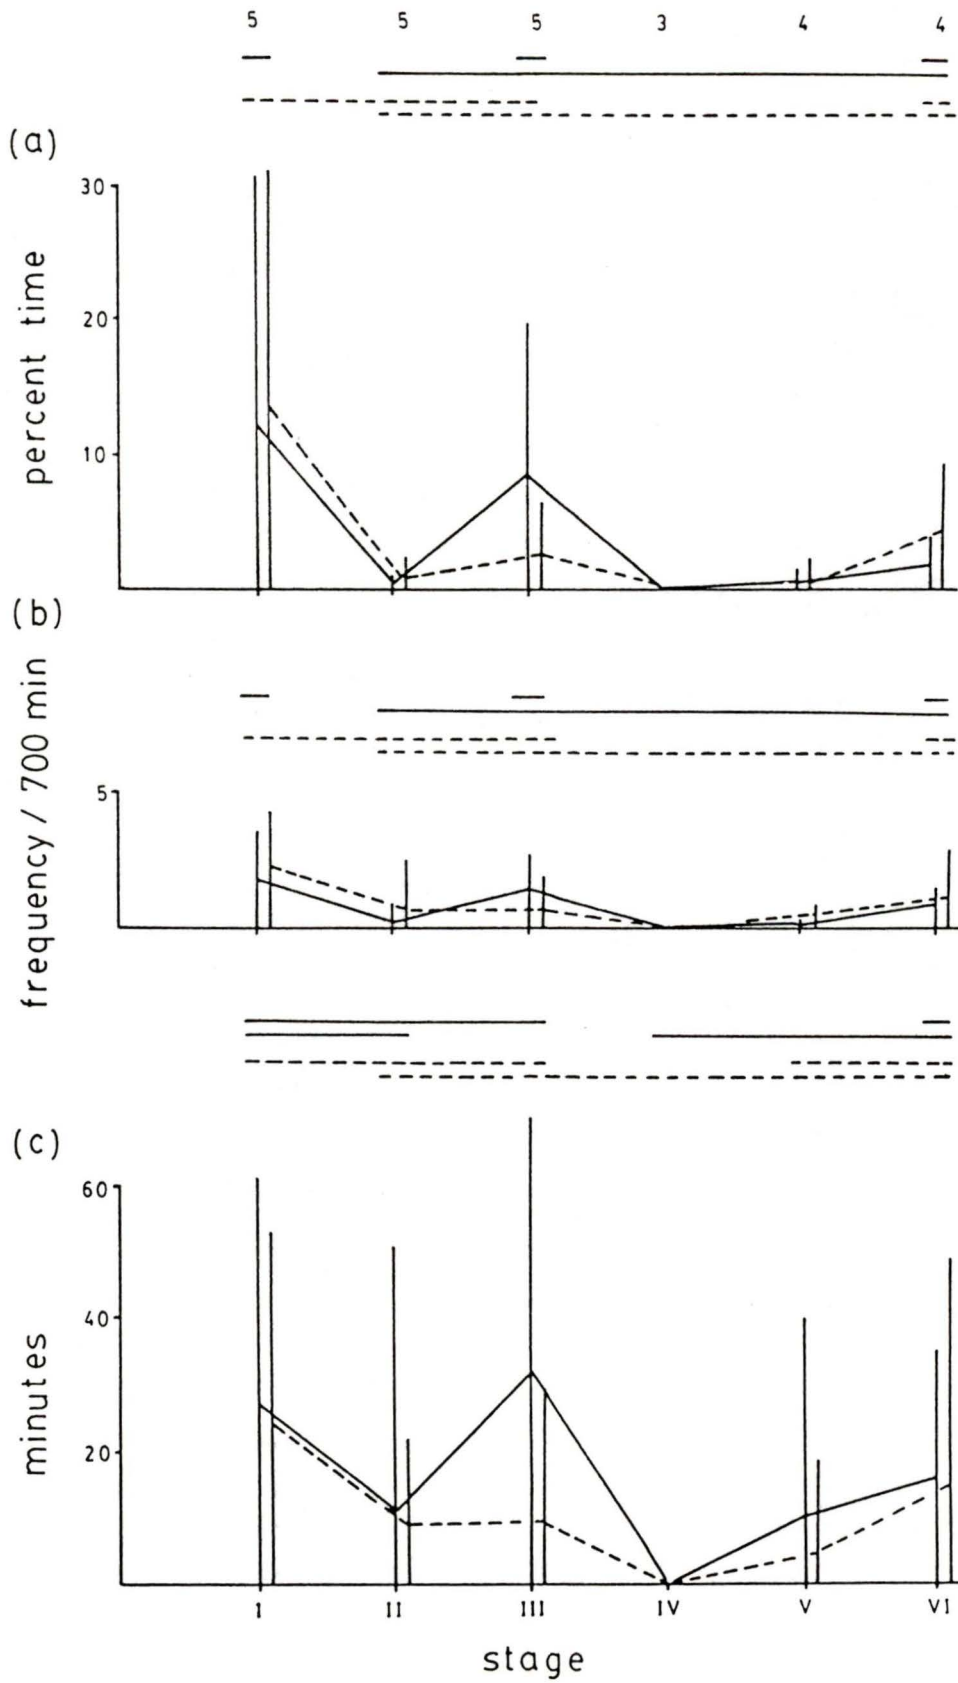 5 5 5 3 4 4
(a)
30
20
10
percent time
(b)
5
frequency / 700 min
(c)
60
40
20
minutes
I II III IV V VI
stage